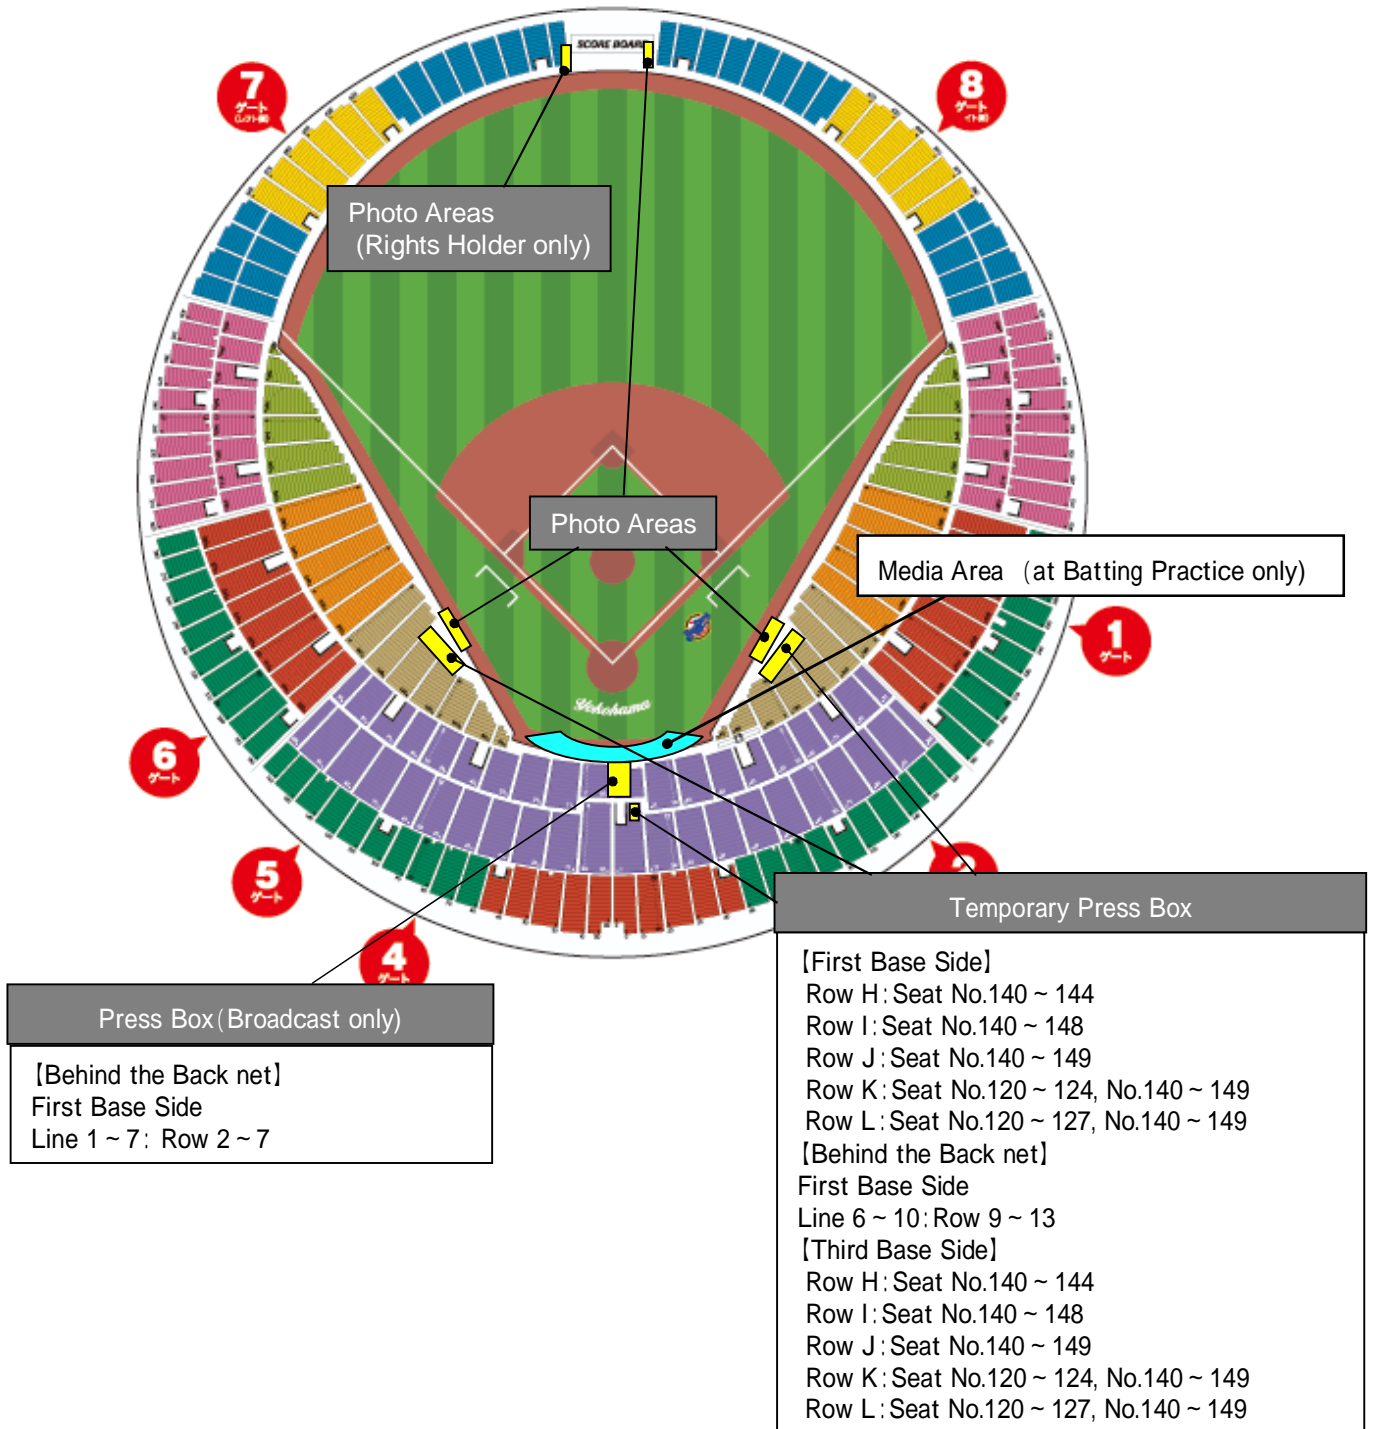 SCORE BOARD
7
ゲート
8
ゲート
Photo Areas
(Rights Holder only)
Photo Areas
Media Area (at Batting Practice only)
1
ゲート
Yokohama
6
ゲート
5
ゲート
4
ゲート
Temporary Press Box
【First Base Side】
Row H:Seat No.140 ~ 144
Row I:Seat No.140 ~ 148
Row J:Seat No.140 ~ 149
Row K:Seat No.120 ~ 124, No.140 ~ 149
Row L:Seat No.120 ~ 127, No.140 ~ 149
【Behind the Back net】
First Base Side
Line 6 ~ 10:Row 9 ~ 13
【Third Base Side】
Row H:Seat No.140 ~ 144
Row I:Seat No.140 ~ 148
Row J:Seat No.140 ~ 149
Row K:Seat No.120 ~ 124, No.140 ~ 149
Row L:Seat No.120 ~ 127, No.140 ~ 149
Press Box(Broadcast only)
【Behind the Back net】
First Base Side
Line 1 ~ 7: Row 2 ~ 7